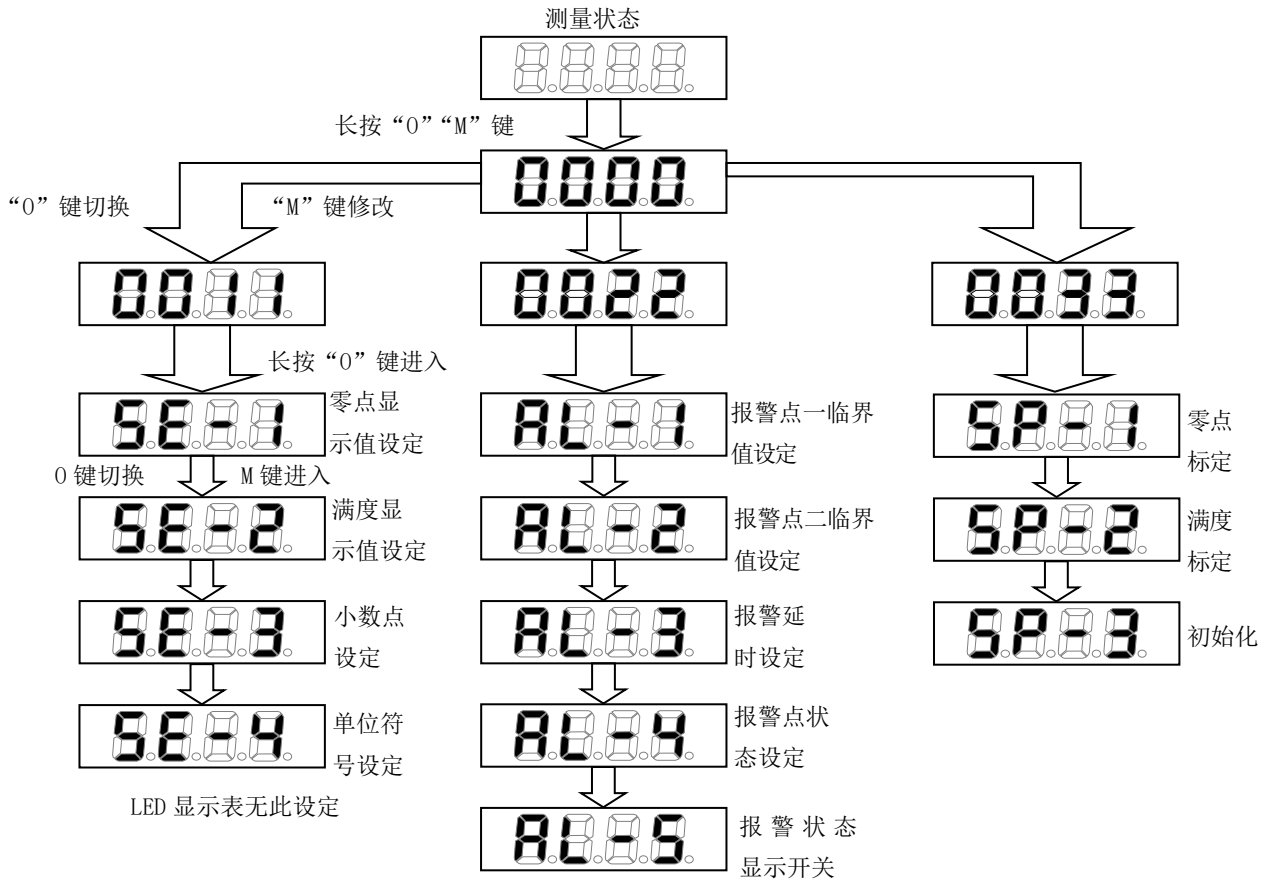 测量状态
8.8.8.8.
长按“O”“M”键
0000
“O”键切换
“M”键修改
0011
0022
0033
长按“O”键进入
SE-1
零点显
示值设定
O键切换
M键进入
SE-2
满度显
示值设定
SE-3
小数点
设定
SE-4
单位符
号设定
LED 显示表无此设定
AL-1
报警点一临界
值设定
AL-2
报警点二临界
值设定
AL-3
报警延
时设定
AL-4
报警点状
态设定
AL-5
报警状态
显示开关
SP-1
零点
标定
SP-2
满度
标定
SP-3
初始化